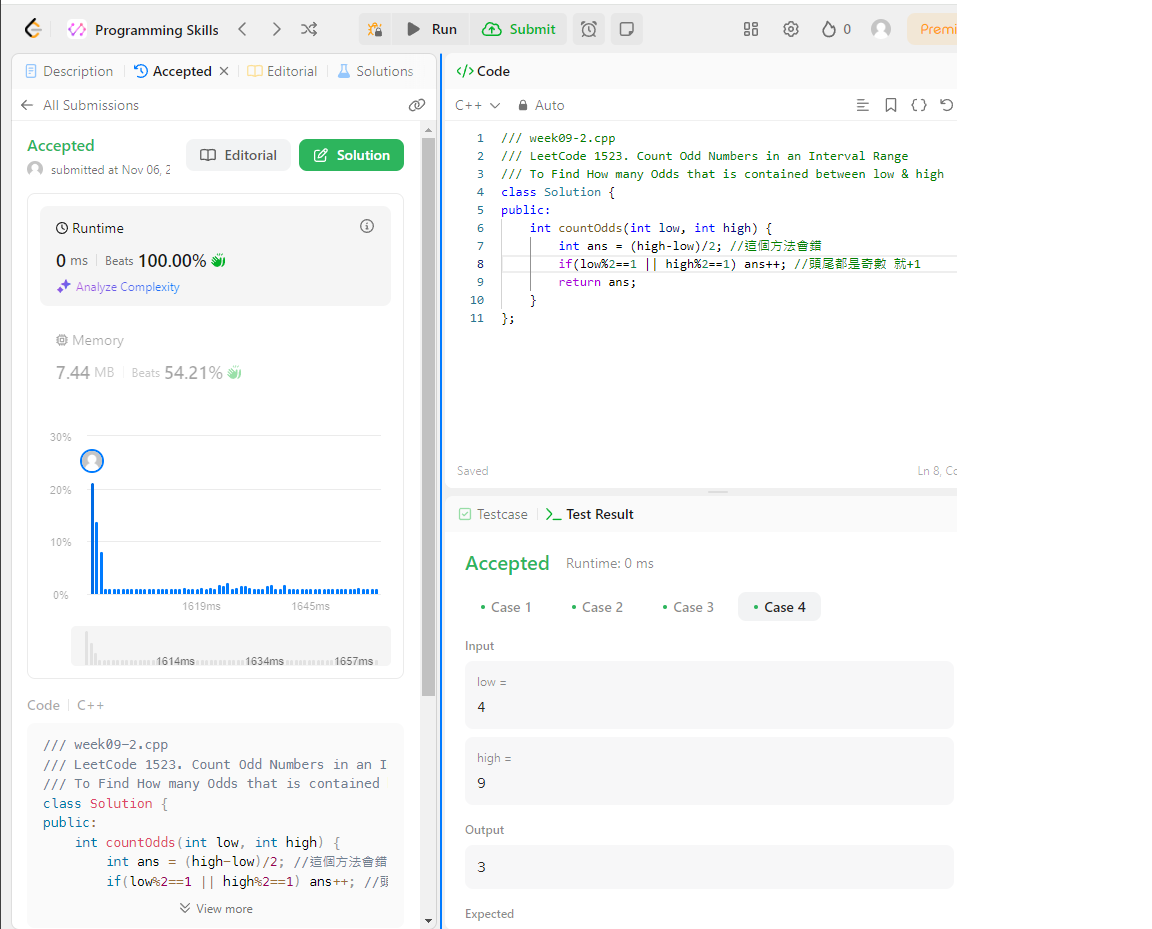 Programming Skills
Run
Submit
0
Premi
Description
Accepted
Editorial
Solutions
All Submissions
Accepted
submitted at Nov 06, 2
Editorial
Solution
Runtime
0 ms
Beats 100.00%
Analyze Complexity
Memory
7.44 MB
Beats 54.21%
30%
20%
10%
0%
1619ms
1645ms
1614ms
1634ms
1657ms
Code
C++
/// week09-2.cpp
/// LeetCode 1523. Count Odd Numbers in an I
/// To Find How many Odds that is contained
class Solution {
public:
int countOdds(int low, int high) {
int ans = (high-low)/2; //這個方法會錯
if(low%2==1 || high%2==1) ans++; //頭
View more
Code
C++
Auto
1 /// week09-2.cpp
2 /// LeetCode 1523. Count Odd Numbers in an Interval Range
3 /// To Find How many Odds that is contained between low & high
4 class Solution {
5 public:
6 int countOdds(int low, int high) {
7 int ans = (high-low)/2; //這個方法會錯
8 if(low%2==1 || high%2==1) ans++; //頭尾都是奇數 就+1
9 return ans;
10 }
11 };
Saved
Ln 8, Co
Testcase
Test Result
Accepted
Runtime: 0 ms
Case 1
Case 2
Case 3
Case 4
Input
low =
4
high =
9
Output
3
Expected